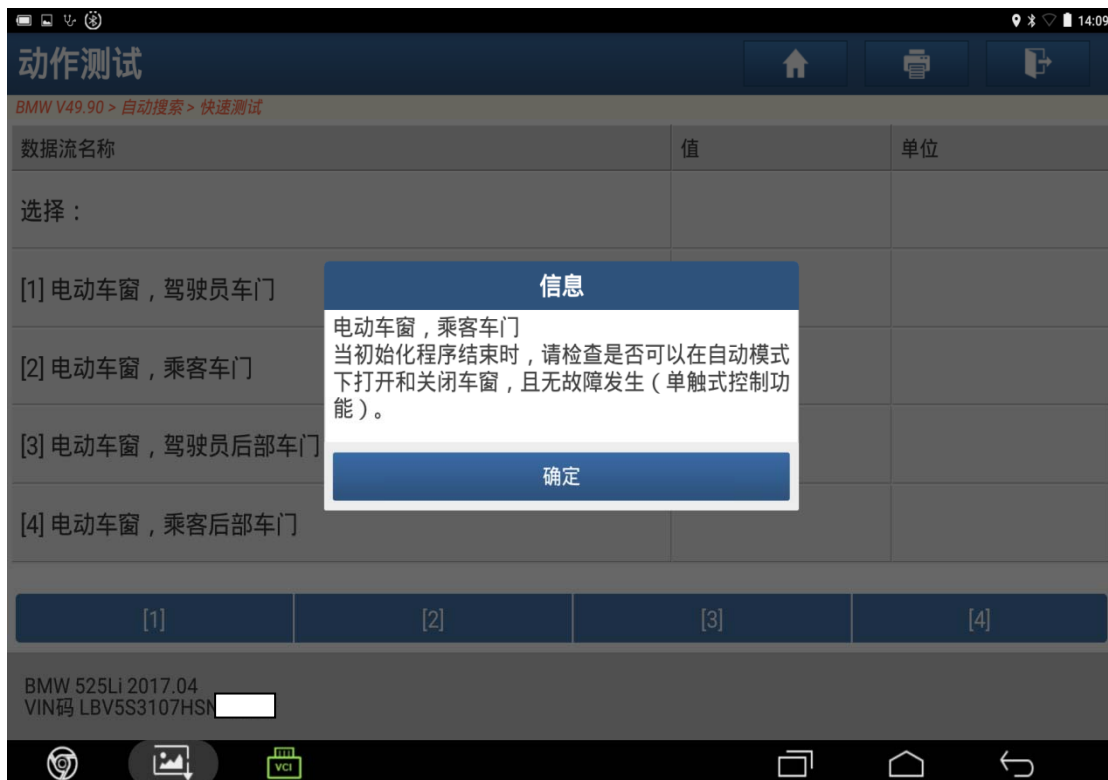 14:09
动作测试
BMW V49.90 > 自动搜索 > 快速测试
数据流名称 值 单位
选择：
[1] 电动车窗，驾驶员车门
[2] 电动车窗，乘客车门
[3] 电动车窗，驾驶员后部车门
[4] 电动车窗，乘客后部车门
信息
电动车窗，乘客车门
当初始化程序结束时，请检查是否可以在自动模式
下打开和关闭车窗，且无故障发生（单触式控制功
能）。
确定
[1] [2] [3] [4]
BMW 525Li 2017.04
VIN码 LBV5S3107HSN
VCI